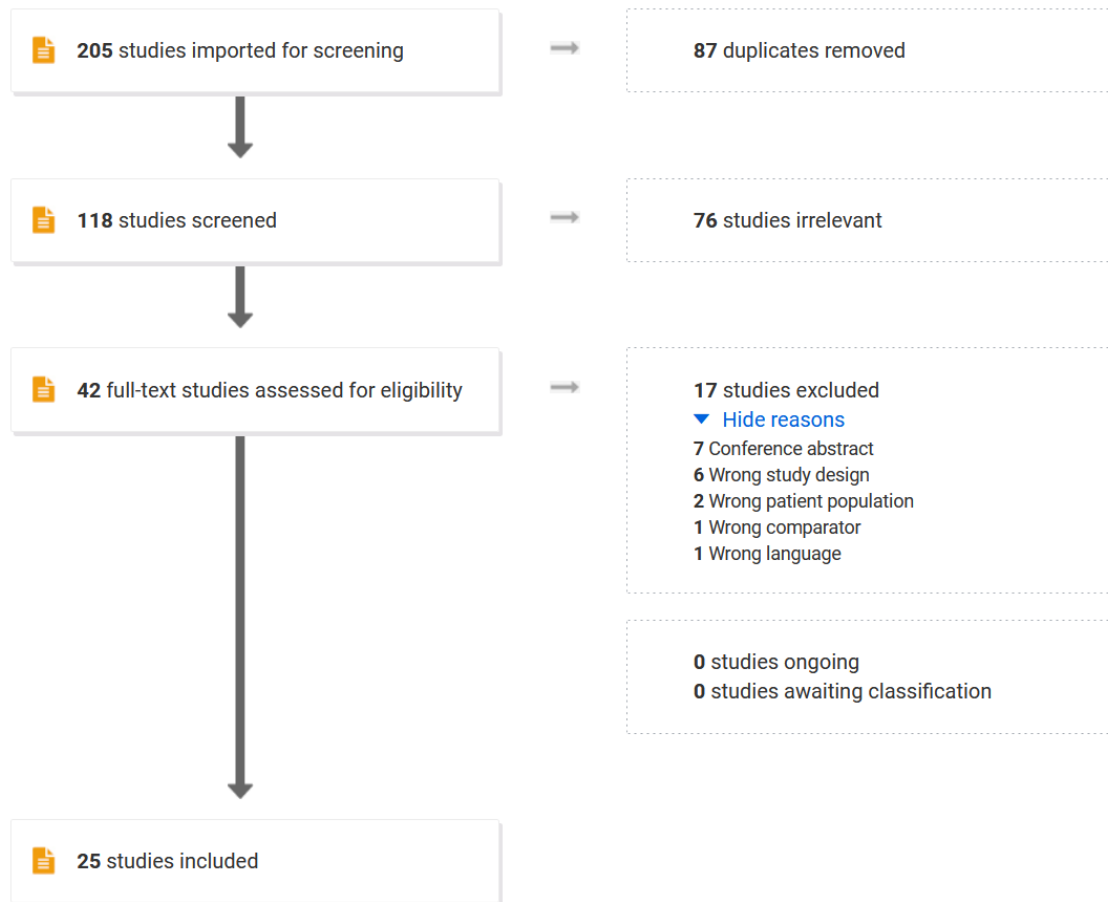 205 studies imported for screening
87 duplicates removed
118 studies screened
76 studies irrelevant
42 full-text studies assessed for eligibility
17 studies excluded
Hide reasons
7 Conference abstract
6 Wrong study design
2 Wrong patient population
1 Wrong comparator
1 Wrong language
0 studies ongoing
0 studies awaiting classification
25 studies included